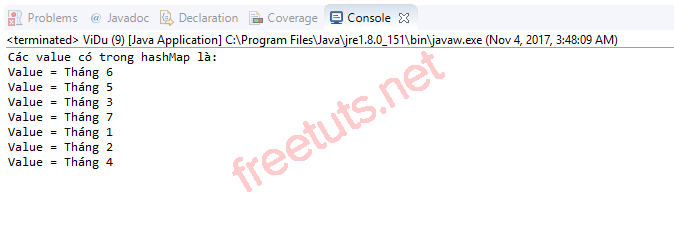 Problems @ Javadoc Declaration Coverage Console
<terminated> ViDu (9) [Java Application] C:\Program Files\Java\jre1.8.0_151\bin\javaw.exe (Nov 4, 2017, 3:48:09 AM)
Các value có trong hashMap là:
Value = Tháng 6
Value = Tháng 5
Value = Tháng 3
Value = Tháng 7
Value = Tháng 1
Value = Tháng 2
Value = Tháng 4
freetuts.net